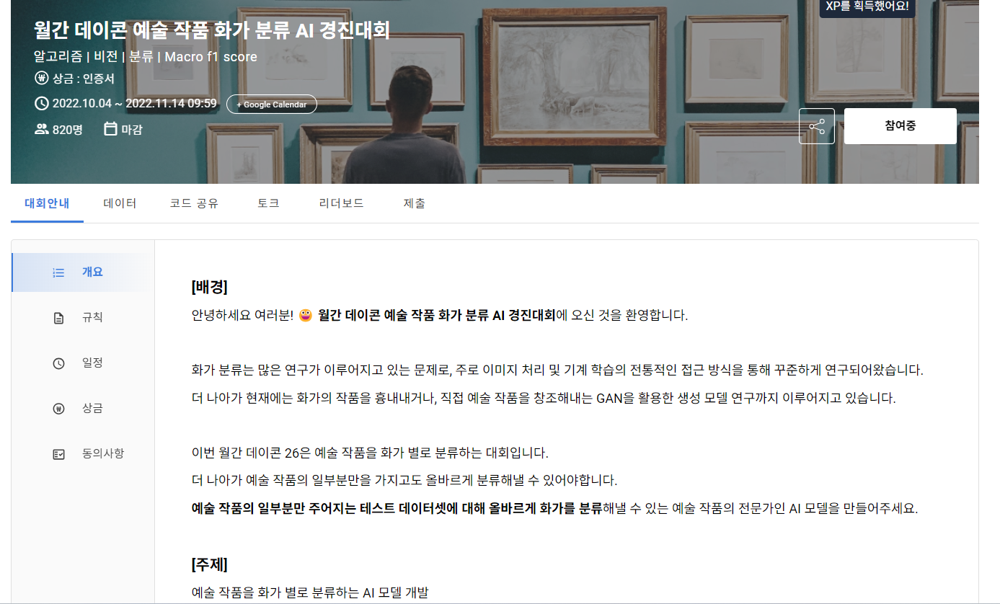 XP를 획득했어요!
월간 데이콘 예술 작품 화가 분류 AI 경진대회
알고리즘 | 비전 | 분류 | Macro f1 score
상금 : 인증서
2022.10.04 ~ 2022.11.14 09:59 + Google Calendar
820명 마감
참여중
대회안내 데이터 코드 공유 토크 리더보드 제출
개요
규칙
일정
상금
동의사항
[배경]
안녕하세요 여러분! 😀 월간 데이콘 예술 작품 화가 분류 AI 경진대회에 오신 것을 환영합니다.
화가 분류는 많은 연구가 이루어지고 있는 문제로, 주로 이미지 처리 및 기계 학습의 전통적인 접근 방식을 통해 꾸준하게 연구되어왔습니다.
더 나아가 현재에는 화가의 작품을 흉내내거나, 직접 예술 작품을 창조해내는 GAN을 활용한 생성 모델 연구까지 이루어지고 있습니다.
이번 월간 데이콘 26은 예술 작품을 화가 별로 분류하는 대회입니다.
더 나아가 예술 작품의 일부분만을 가지고도 올바르게 분류해낼 수 있어야합니다.
예술 작품의 일부분만 주어지는 테스트 데이터셋에 대해 올바르게 화가를 분류해낼 수 있는 예술 작품의 전문가인 AI 모델을 만들어주세요.
[주제]
예술 작품을 화가 별로 분류하는 AI 모델 개발